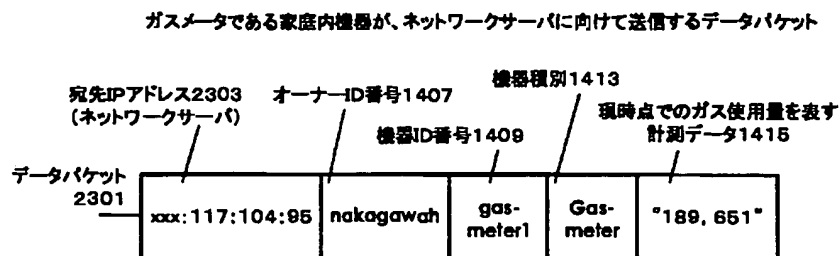 ガスメータである家庭内機器が、ネットワークサーバに向けて送信するデータパケット
機器種別1413
宛先IPアドレス2303
(ネットワークサーバ)
オーナーID番号1407
機器ID番号1409
現時点でのガス使用量を表す
計測データ1415
データパケット
2301
xxx:117:104:95
nakagawah
gas-
meter1
Gas-
meter
"189, 651"